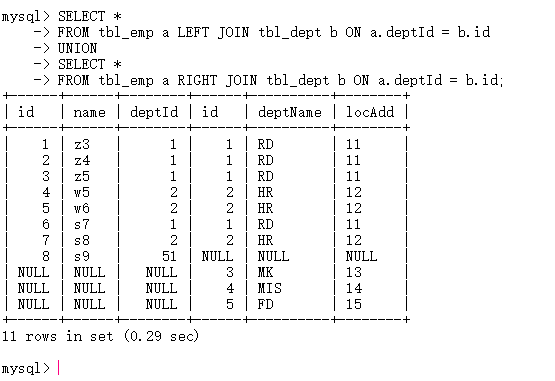 mysql> SELECT *
    -> FROM tbl_emp a LEFT JOIN tbl_dept b ON a.deptId = b.id
    -> UNION
    -> SELECT *
    -> FROM tbl_emp a RIGHT JOIN tbl_dept b ON a.deptId = b.id;
+------+------+--------+------+----------+--------+
| id   | name | deptId | id   | deptName | locAdd |
+------+------+--------+------+----------+--------+
|    1 | z3   |      1 |    1 | RD       | 11     |
|    2 | z4   |      1 |    1 | RD       | 11     |
|    3 | z5   |      1 |    1 | RD       | 11     |
|    4 | w5   |      2 |    2 | HR       | 12     |
|    5 | w6   |      2 |    2 | HR       | 12     |
|    6 | s7   |      1 |    1 | RD       | 11     |
|    7 | s8   |      2 |    2 | HR       | 12     |
|    8 | s9   |     51 | NULL | NULL     | NULL   |
| NULL | NULL |   NULL |    3 | MK       | 13     |
| NULL | NULL |   NULL |    4 | MIS      | 14     |
| NULL | NULL |   NULL |    5 | FD       | 15     |
+------+------+--------+------+----------+--------+
11 rows in set (0.29 sec)
mysql>